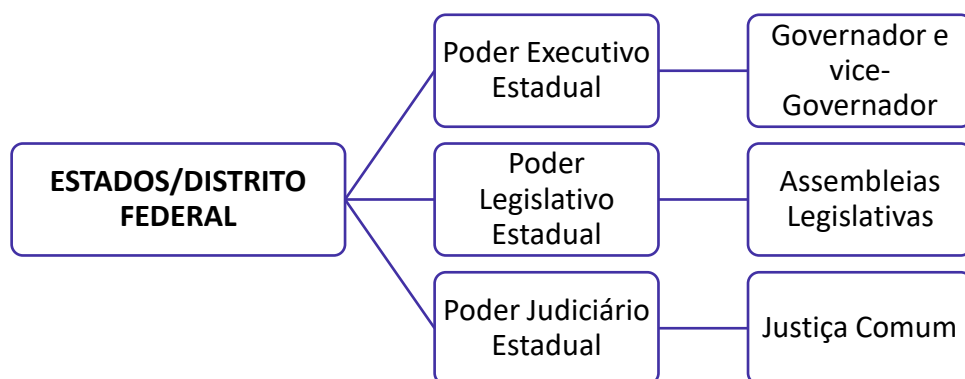 ESTADOS/DISTRITO
FEDERAL
Poder Executivo
Estadual
Governador e
vice-
Governador
Poder
Legislativo
Estadual
Assembleias
Legislativas
Poder Judiciário
Estadual
Justiça Comum